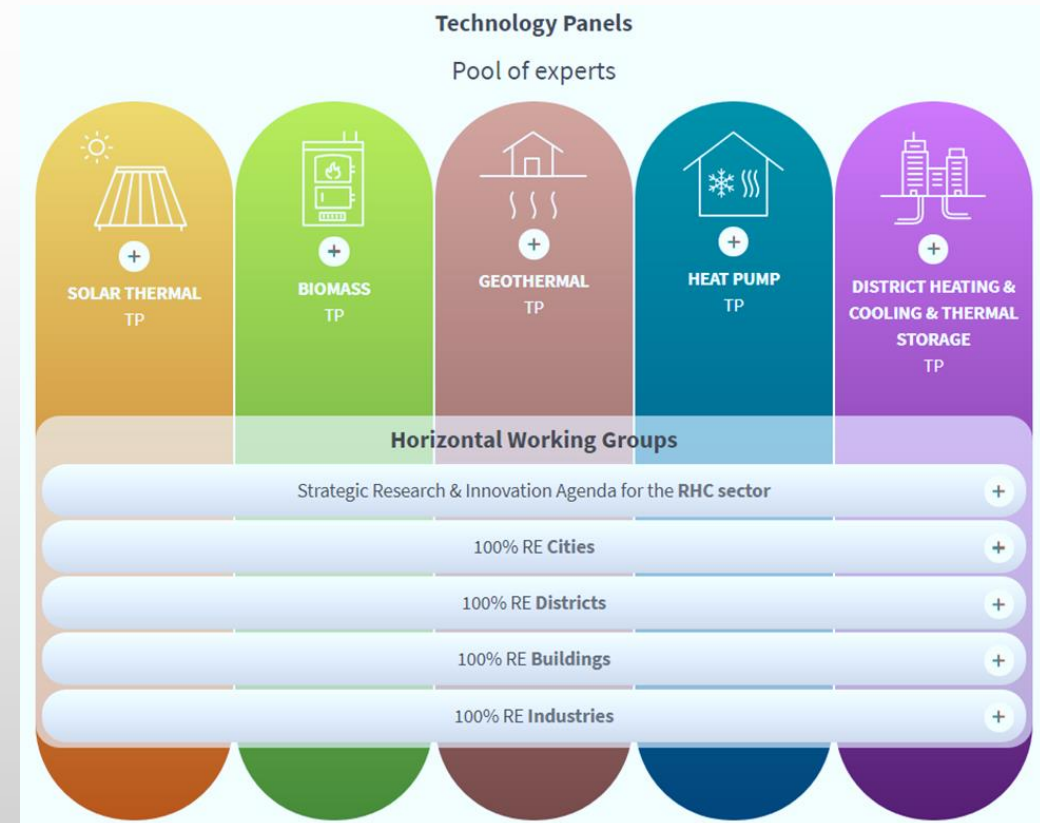 Technology Panels
Pool of experts
SOLAR THERMAL
TP
BIOMASS
TP
GEOTHERMAL
TP
HEAT PUMP
TP
DISTRICT HEATING &
COOLING & THERMAL
STORAGE
TP
Horizontal Working Groups
Strategic Research & Innovation Agenda for the RHC sector
100% RE Cities
100% RE Districts
100% RE Buildings
100% RE Industries